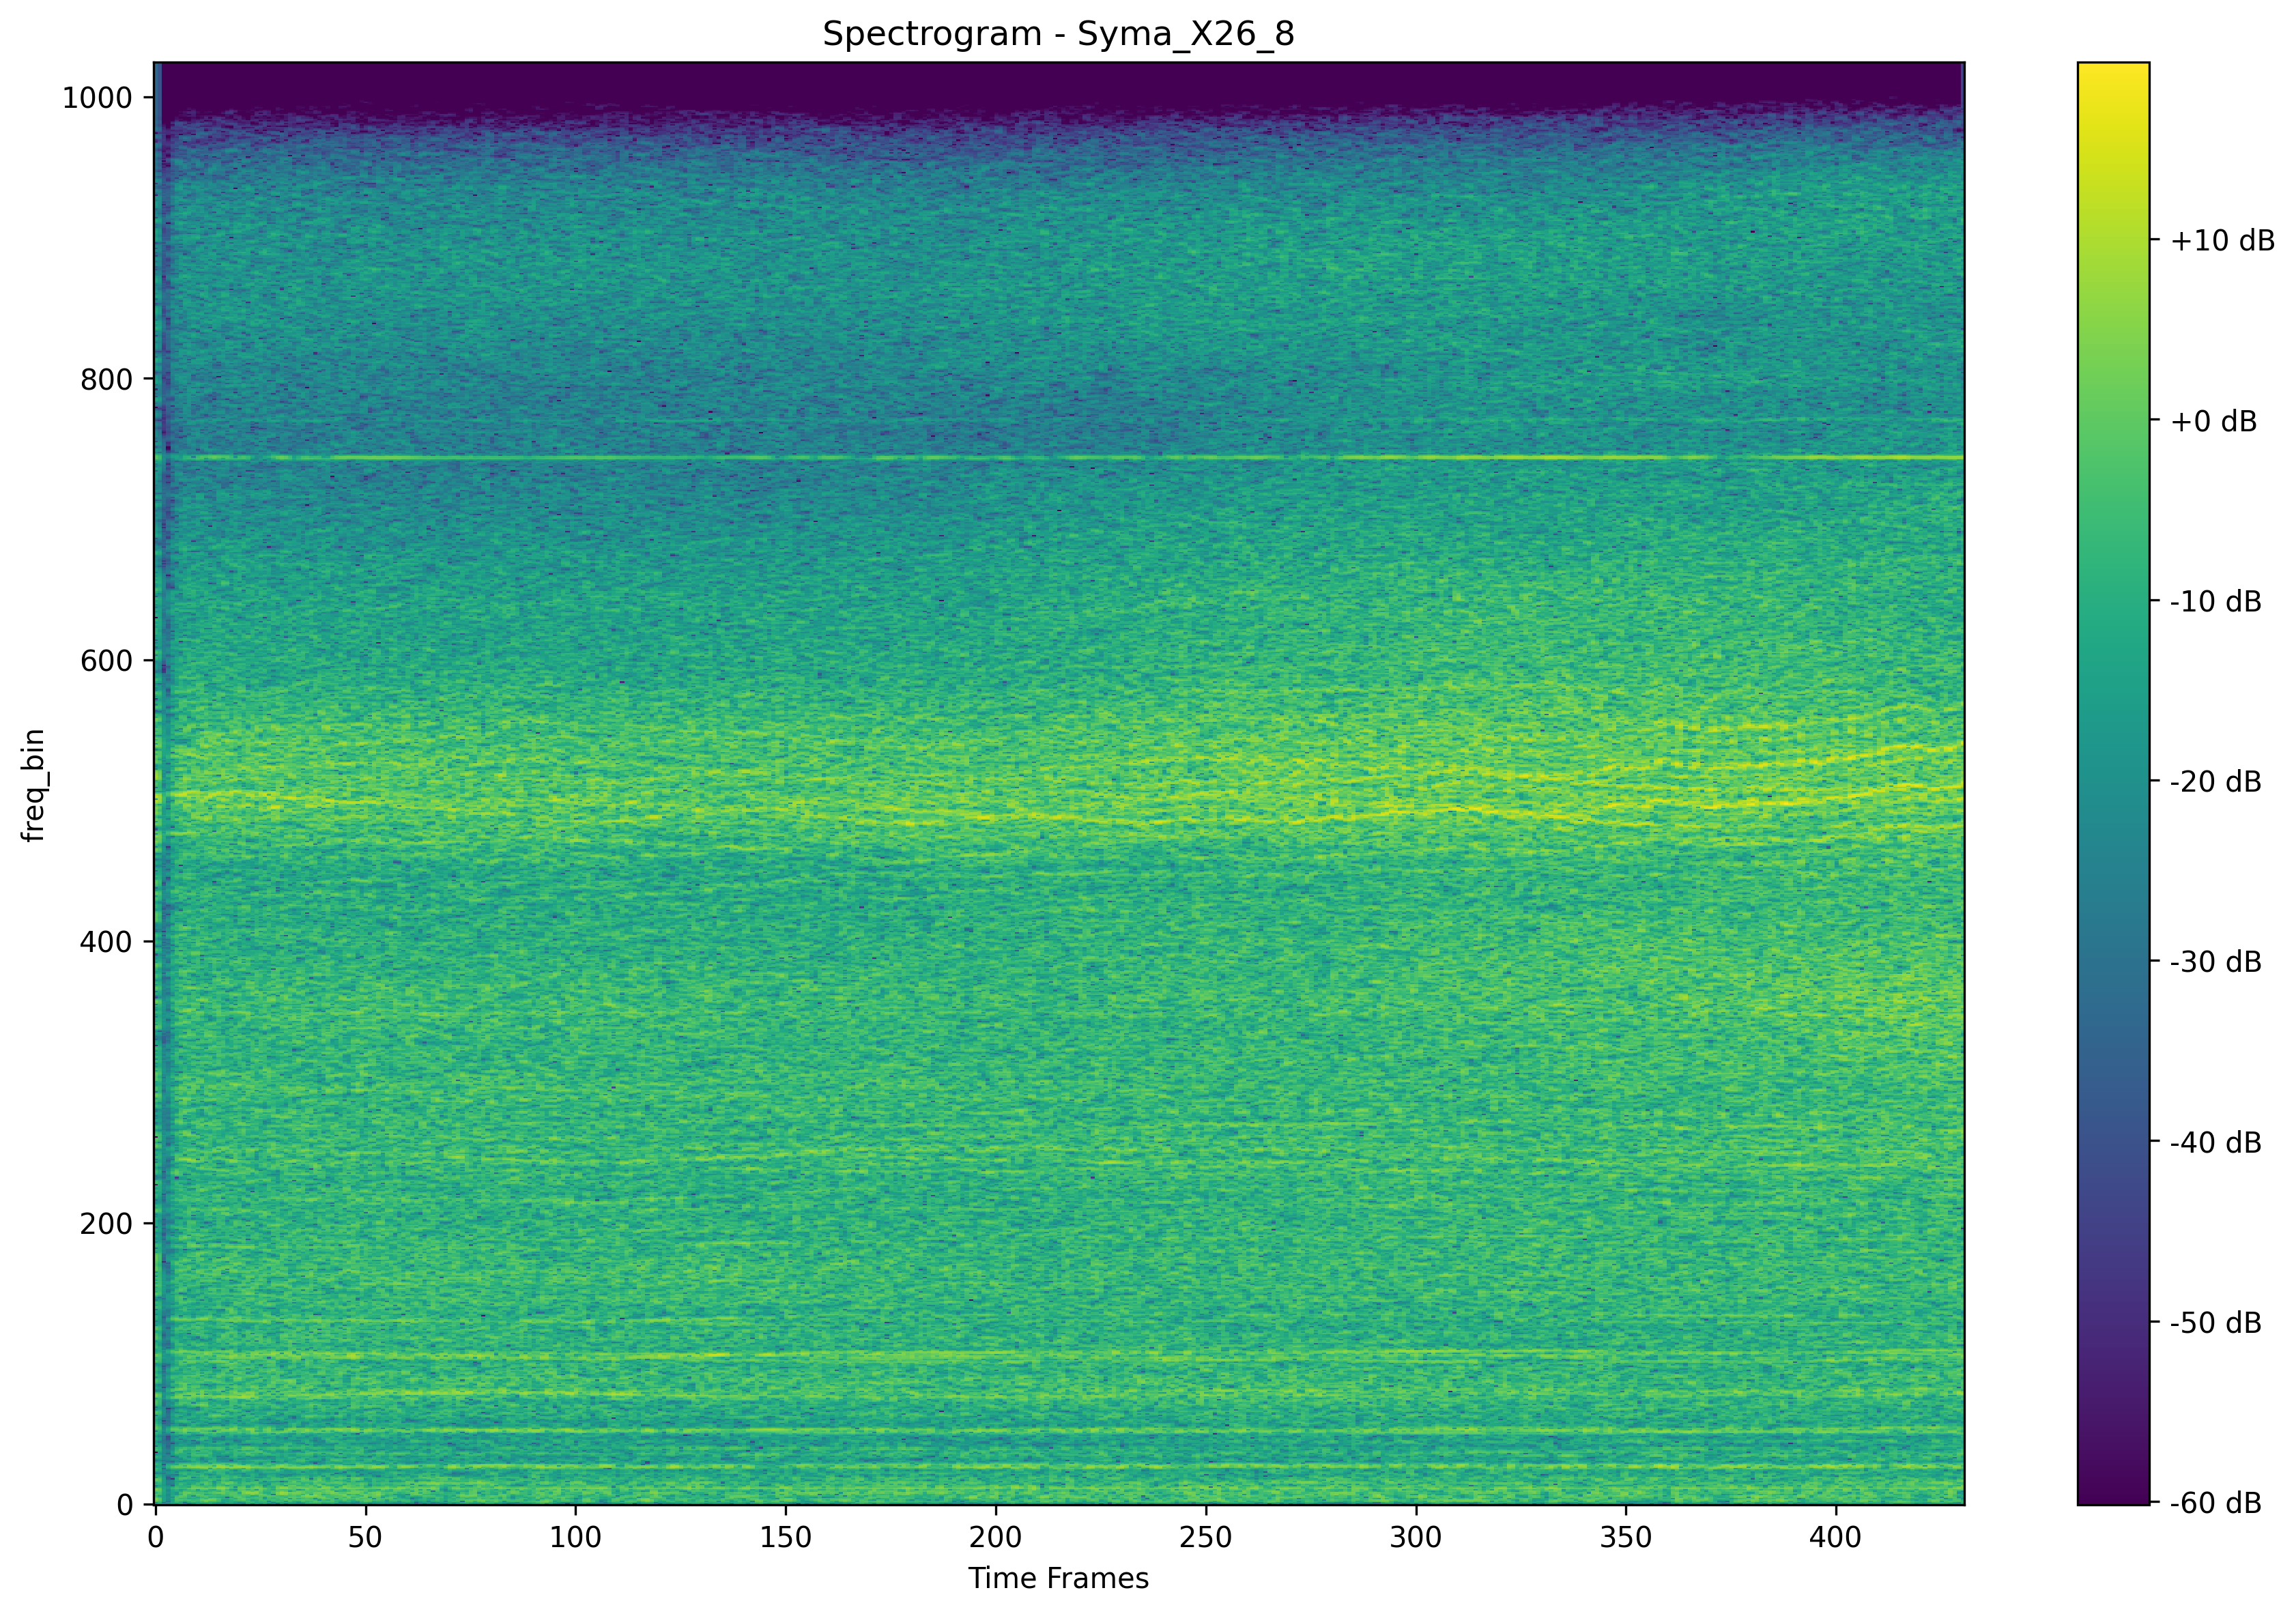 Spectrogram - Syma_X26_8
1000
800
600
400
200
0
freq_bin
0 50 100 150 200 250 300 350 400
Time Frames
+10 dB
+0 dB
-10 dB
-20 dB
-30 dB
-40 dB
-50 dB
-60 dB